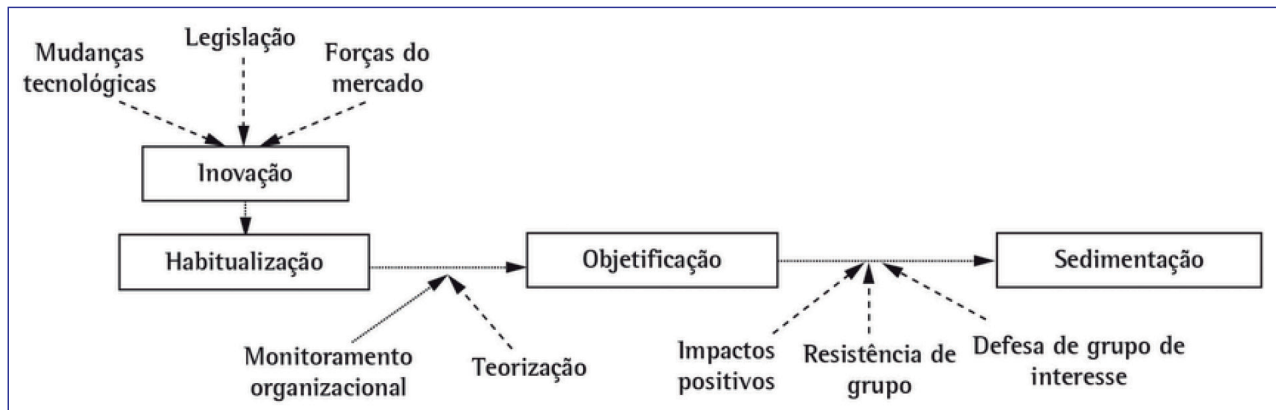 Mudanças
tecnológicas
Legislação
Forças do
mercado
Inovação
Habitualização
Objetificação
Sedimentação
Monitoramento
organizacional
Teorização
Impactos
positivos
Resistência de
grupo
Defesa de grupo de
interesse